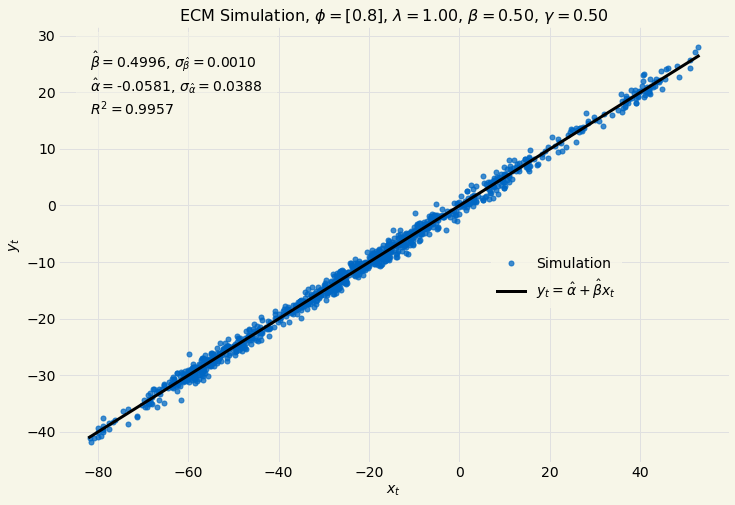 ECM Simulation, ϕ = [0.8], λ = 1.00, β = 0.50, γ = 0.50
30
20
10
0
−10
−20
−30
−40
y_t
β̂ = 0.4996, σ_β̂ = 0.0010
α̂ = -0.0581, σ_α̂ = 0.0388
R² = 0.9957
Simulation
y_t = α̂ + β̂x_t
−80 −60 −40 −20 0 20 40
x_t